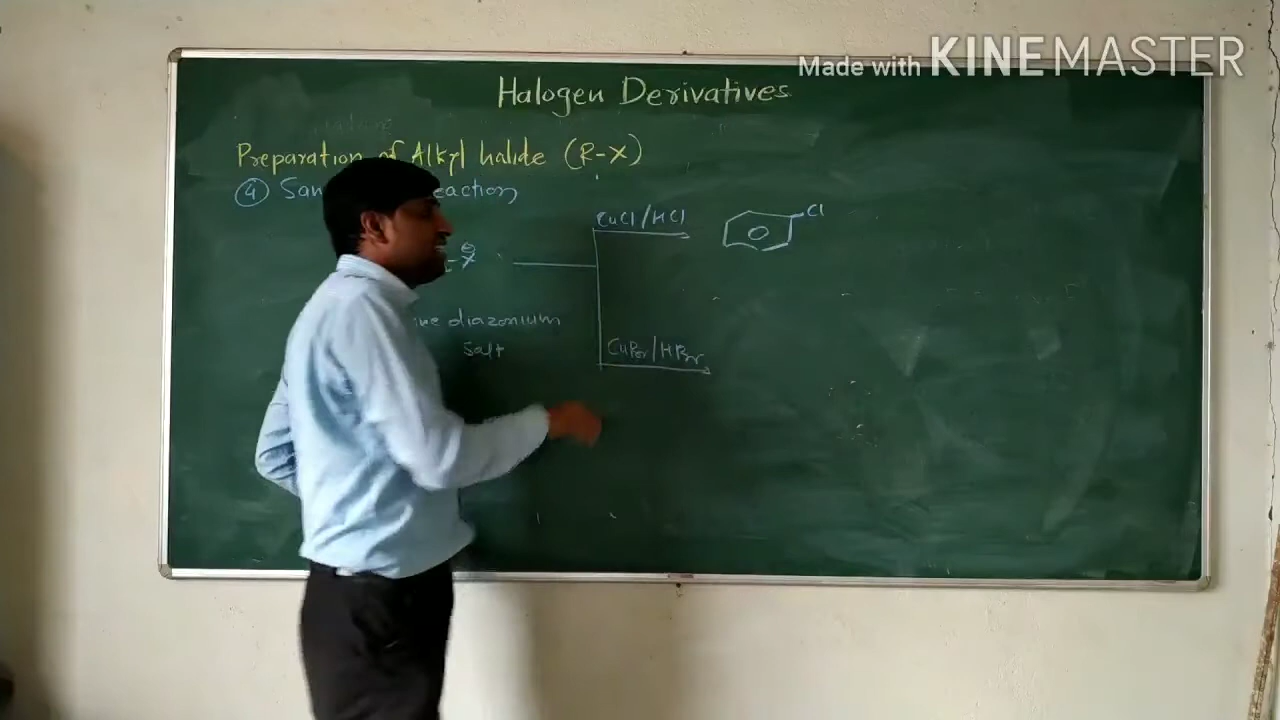 Made with KINEMASTER
Halogen Derivatives
Preparation of Alkyl halide (R-X)
④ San eaction
CuCl/HCl
Cl
-X
⊖
ne diazonium
Salt
CuBr/HBr